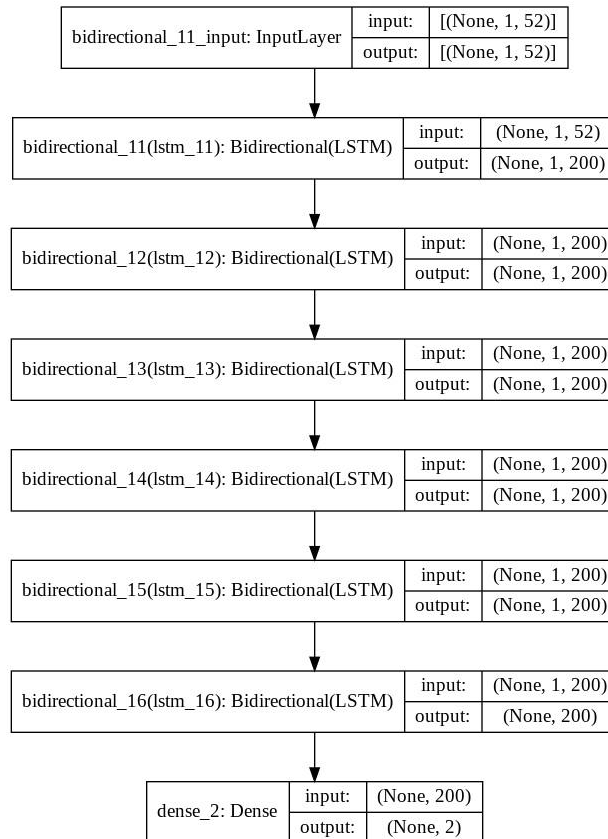 bidirectional_11_input: InputLayer
input: [(None, 1, 52)]
output: [(None, 1, 52)]
bidirectional_11(lstm_11): Bidirectional(LSTM)
input: (None, 1, 52)
output: (None, 1, 200)
bidirectional_12(lstm_12): Bidirectional(LSTM)
input: (None, 1, 200)
output: (None, 1, 200)
bidirectional_13(lstm_13): Bidirectional(LSTM)
input: (None, 1, 200)
output: (None, 1, 200)
bidirectional_14(lstm_14): Bidirectional(LSTM)
input: (None, 1, 200)
output: (None, 1, 200)
bidirectional_15(lstm_15): Bidirectional(LSTM)
input: (None, 1, 200)
output: (None, 1, 200)
bidirectional_16(lstm_16): Bidirectional(LSTM)
input: (None, 1, 200)
output: (None, 200)
dense_2: Dense
input: (None, 200)
output: (None, 2)